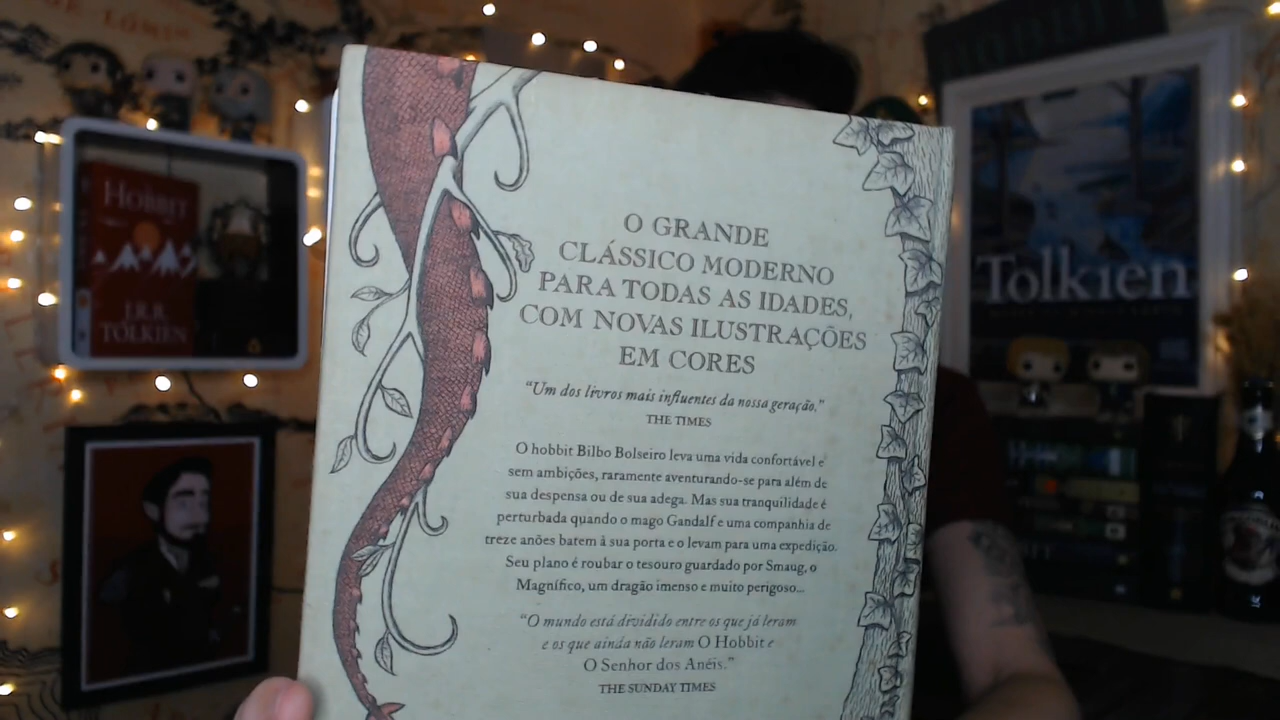 O GRANDE
CLÁSSICO MODERNO
PARA TODAS AS IDADES,
COM NOVAS ILUSTRAÇÕES
EM CORES
“Um dos livros mais influentes da nossa geração.”
THE TIMES
O hobbit Bilbo Bolseiro leva uma vida confortável e
sem ambições, raramente aventurando-se para além de
sua despensa ou de sua adega. Mas sua tranquilidade é
perturbada quando o mago Gandalf e uma companhia de
treze anões batem à sua porta e o levam para uma expedição.
Seu plano é roubar o tesouro guardado por Smaug, o
Magnífico, um dragão imenso e muito perigoso...
“O mundo está dividido entre os que já leram
e os que ainda não leram O Hobbit e
O Senhor dos Anéis.”
THE SUNDAY TIMES
HOBBIT
J.R.R.
TOLKIEN
Tolkien